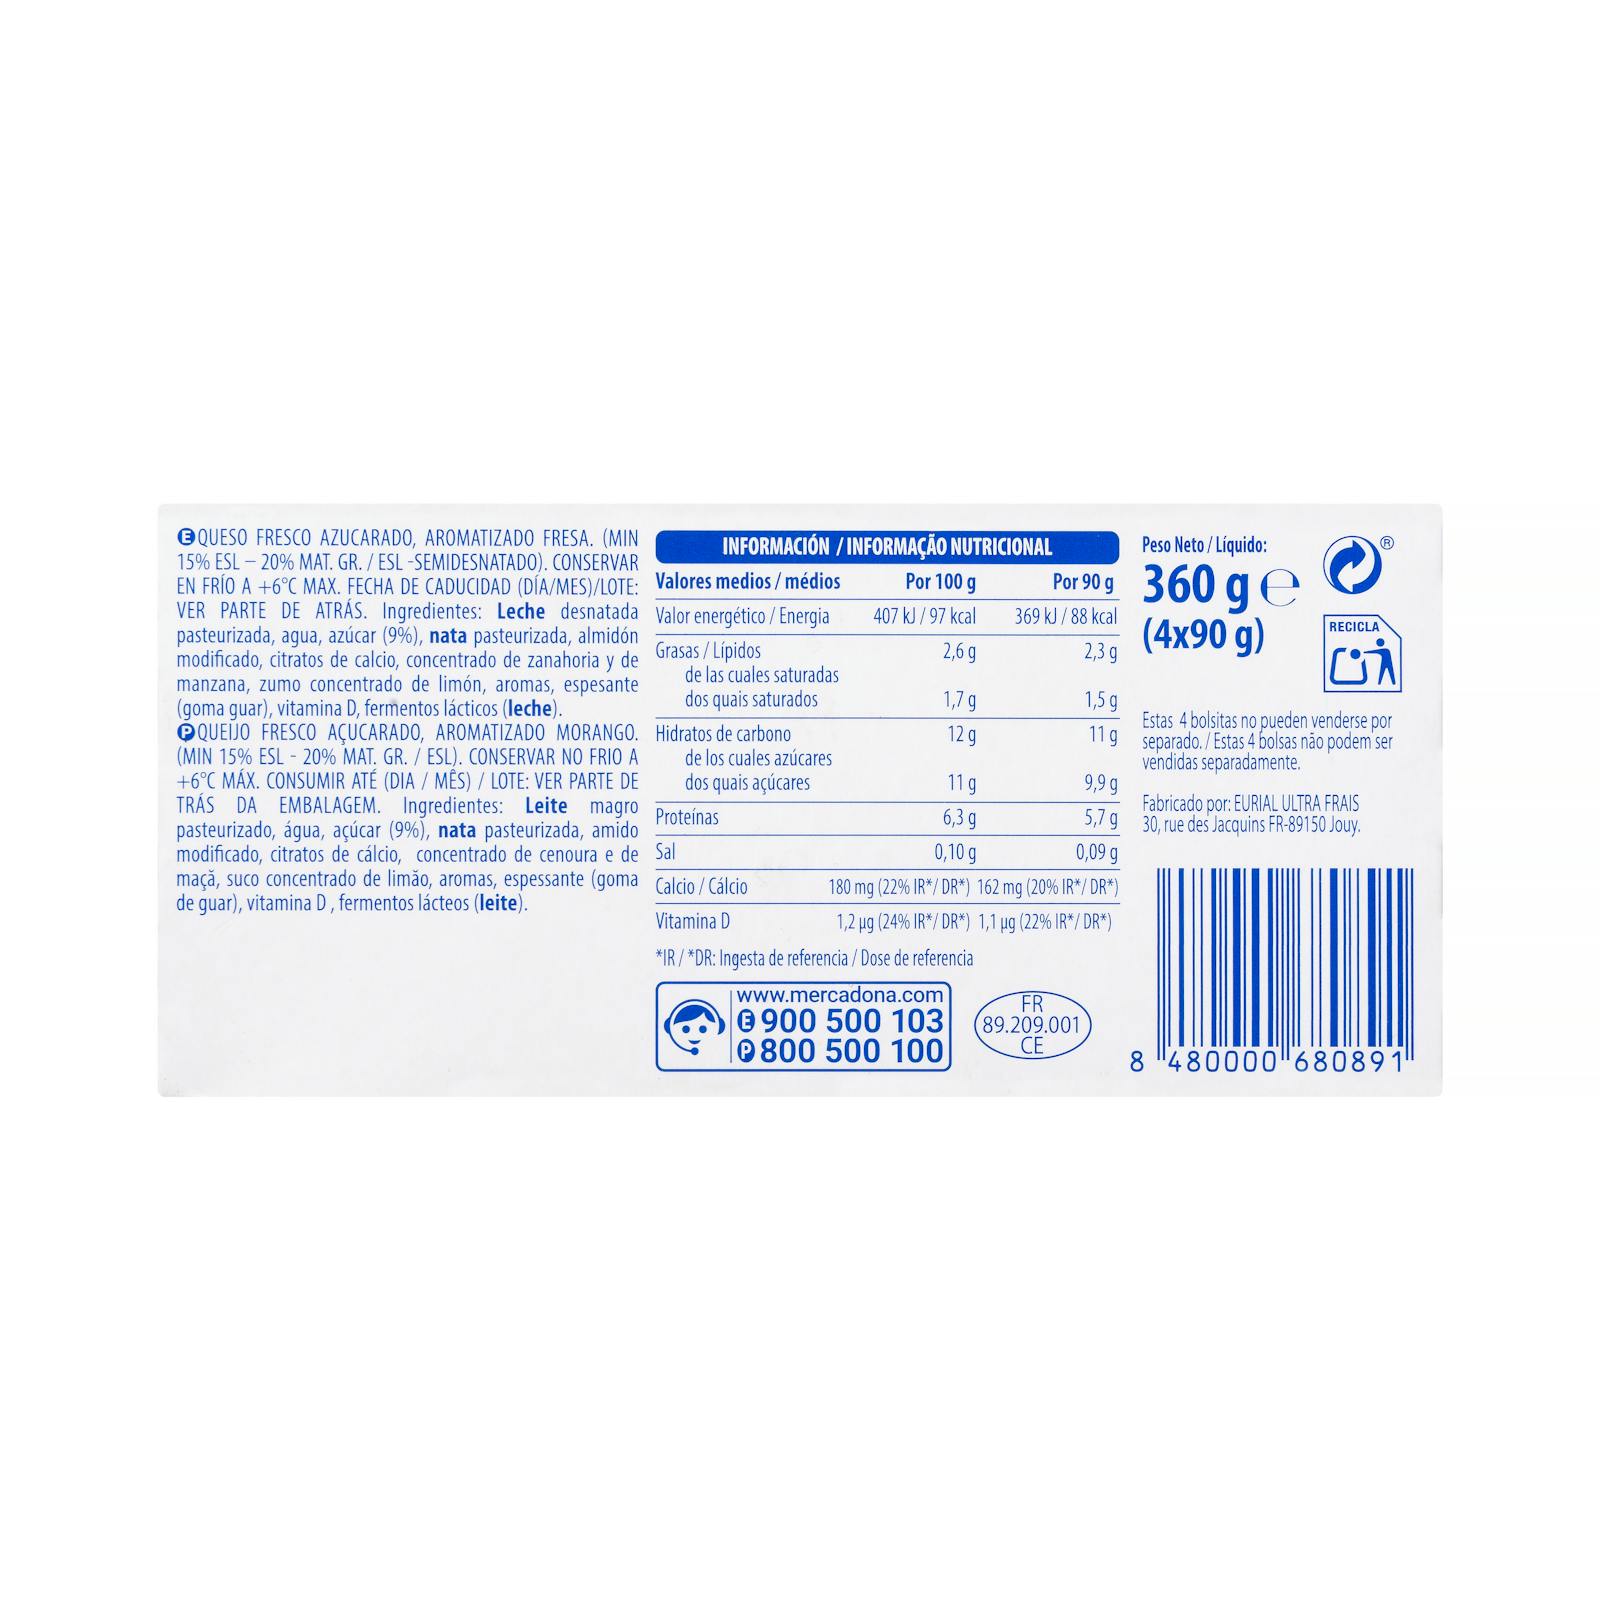 E QUESO FRESCO AZUCARADO, AROMATIZADO FRESA. (MIN
15% ESL – 20% MAT. GR. / ESL -SEMIDESNATADO). CONSERVAR
EN FRÍO A +6°C MAX. FECHA DE CADUCIDAD (DÍA/MES)/LOTE:
VER PARTE DE ATRÁS. Ingredientes: Leche desnatada
pasteurizada, agua, azúcar (9%), nata pasteurizada, almidón
modificado, citratos de calcio, concentrado de zanahoria y de
manzana, zumo concentrado de limón, aromas, espesante
(goma guar), vitamina D, fermentos lácticos (leche).
P QUEIJO FRESCO AÇUCARADO, AROMATIZADO MORANGO.
(MIN 15% ESL - 20% MAT. GR. / ESL). CONSERVAR NO FRIO A
+6°C MÁX. CONSUMIR ATÉ (DIA / MÊS) / LOTE: VER PARTE DE
TRÁS DA EMBALAGEM. Ingredientes: Leite magro
pasteurizado, água, açúcar (9%), nata pasteurizada, amido
modificado, citratos de cálcio, concentrado de cenoura e de
maçã, suco concentrado de limão, aromas, espessante (goma
de guar), vitamina D , fermentos lácteos (leite).
INFORMACIÓN / INFORMAÇÃO NUTRICIONAL
Valores medios / médios Por 100 g Por 90 g
Valor energético / Energia 407 kJ / 97 kcal 369 kJ / 88 kcal
Grasas / Lípidos 2,6 g 2,3 g
de las cuales saturadas
dos quais saturados 1,7 g 1,5 g
Hidratos de carbono 12 g 11 g
de los cuales azúcares
dos quais açúcares 11 g 9,9 g
Proteínas 6,3 g 5,7 g
Sal 0,10 g 0,09 g
Calcio / Cálcio 180 mg (22% IR*/ DR*) 162 mg (20% IR*/ DR*)
Vitamina D 1,2 µg (24% IR*/ DR*) 1,1 µg (22% IR*/ DR*)
*IR / *DR: Ingesta de referencia / Dose de referencia
www.mercadona.com
E 900 500 103
P 800 500 100
FR
89.209.001
CE
Peso Neto / Líquido:
360 g ℮
(4x90 g)
®
RECICLA
Estas 4 bolsitas no pueden venderse por
separado. / Estas 4 bolsas não podem ser
vendidas separadamente.
Fabricado por: EURIAL ULTRA FRAIS
30, rue des Jacquins FR-89150 Jouy.
8 480000 680891